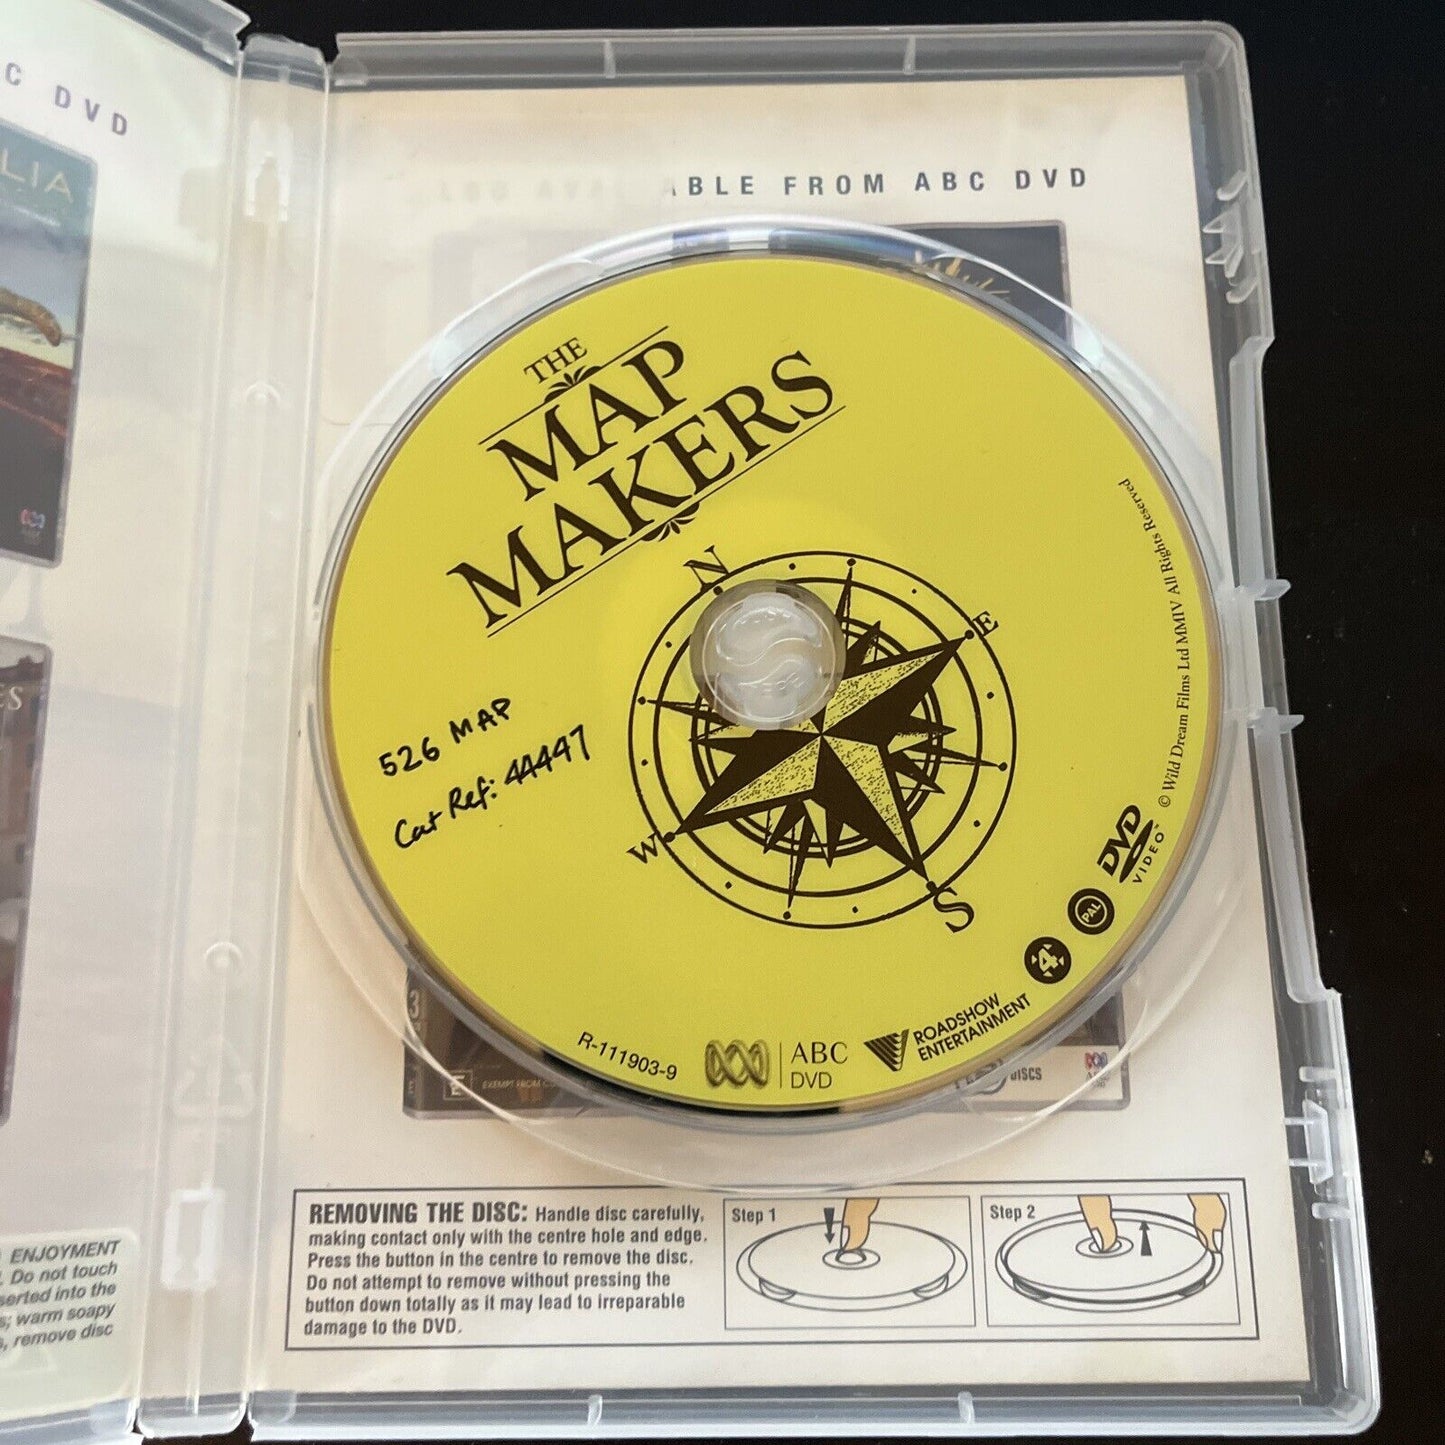 C DVD
LIA
ES
ENJOYMENT
Do not touch
serted into the
s; warm soapy
s, remove disc
ABLE FROM ABC DVD
THE
MAP
MAKERS
N
E
S
W
526 MAP
Cat Ref: 44447
© Wild Dream Films Ltd MMIV All Rights Reserved
DVD
VIDEO
PAL
4
R-111903-9
ABC
DVD
ROADSHOW
ENTERTAINMENT
3
E
EXEMPT FROM C
DISCS
REMOVING THE DISC: Handle disc carefully,
making contact only with the centre hole and edge.
Press the button in the centre to remove the disc.
Do not attempt to remove without pressing the
button down totally as it may lead to irreparable
damage to the DVD.
Step 1
Step 2